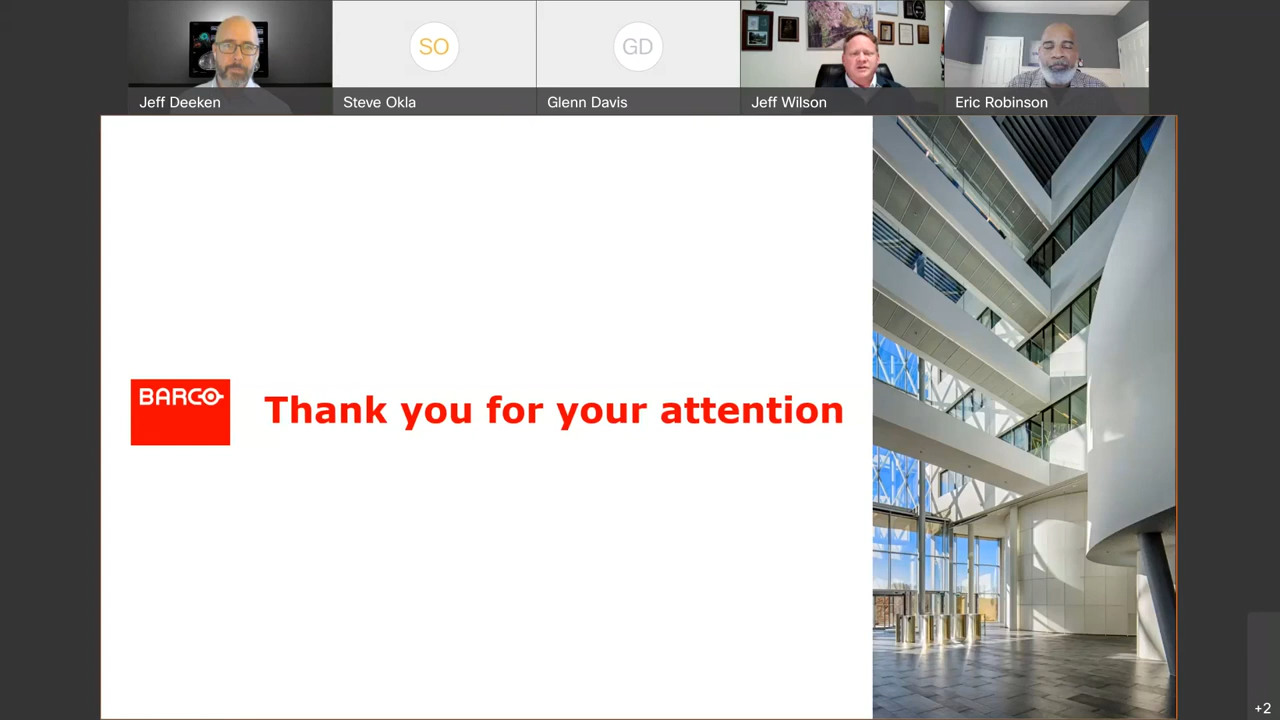 SO
GD
Jeff Deeken
Steve Okla
Glenn Davis
Jeff Wilson
Eric Robinson
BARCO
Thank you for your attention
+2